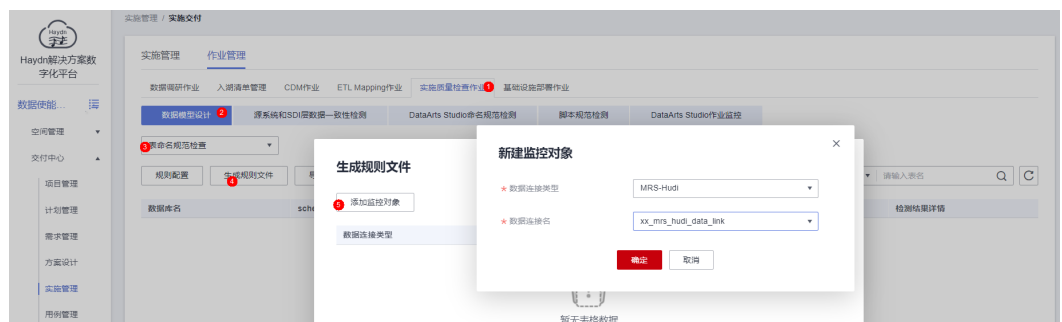 实施管理 / 实施交付
Haydn
字迹
Haydn解决方案数
字化平台
数据使能...
空间管理
交付中心
项目管理
计划管理
需求管理
方案设计
实施管理
用例管理
实施管理 作业管理
数据调研作业 入湖清单管理 CDM作业 ETL Mapping作业 实施质量检查作业 1 基础设施部署作业
数据模型设计 2 源系统和SDI层数据一致性检测 DataArts Studio命名规范检测 脚本规范检测 DataArts Studio作业监控
3 表命名规范检查
规则配置 生成规则文件 4 请输入表名
数据库名 sche 检测结果详情
生成规则文件
5 添加监控对象
数据连接类型
暂无表格数据
新建监控对象
* 数据连接类型 MRS-Hudi
* 数据连接名 xx_mrs_hudi_data_link
确定 取消